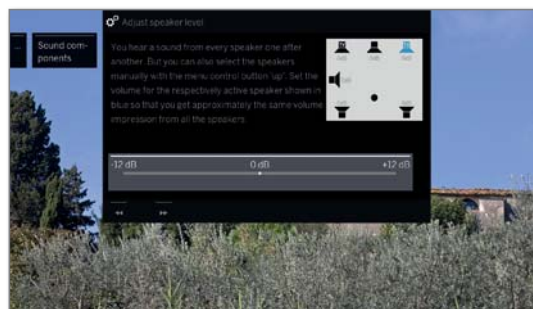 Adjust speaker level
...
Sound com-
ponents
You hear a sound from every speaker one after
another. But you can also select the speakers
manually with the menu control button 'up'. Set the
volume for the respectively active speaker shown in
blue so that you get approximately the same volume
impression from all the speakers.
-12 dB 0 dB +12 dB